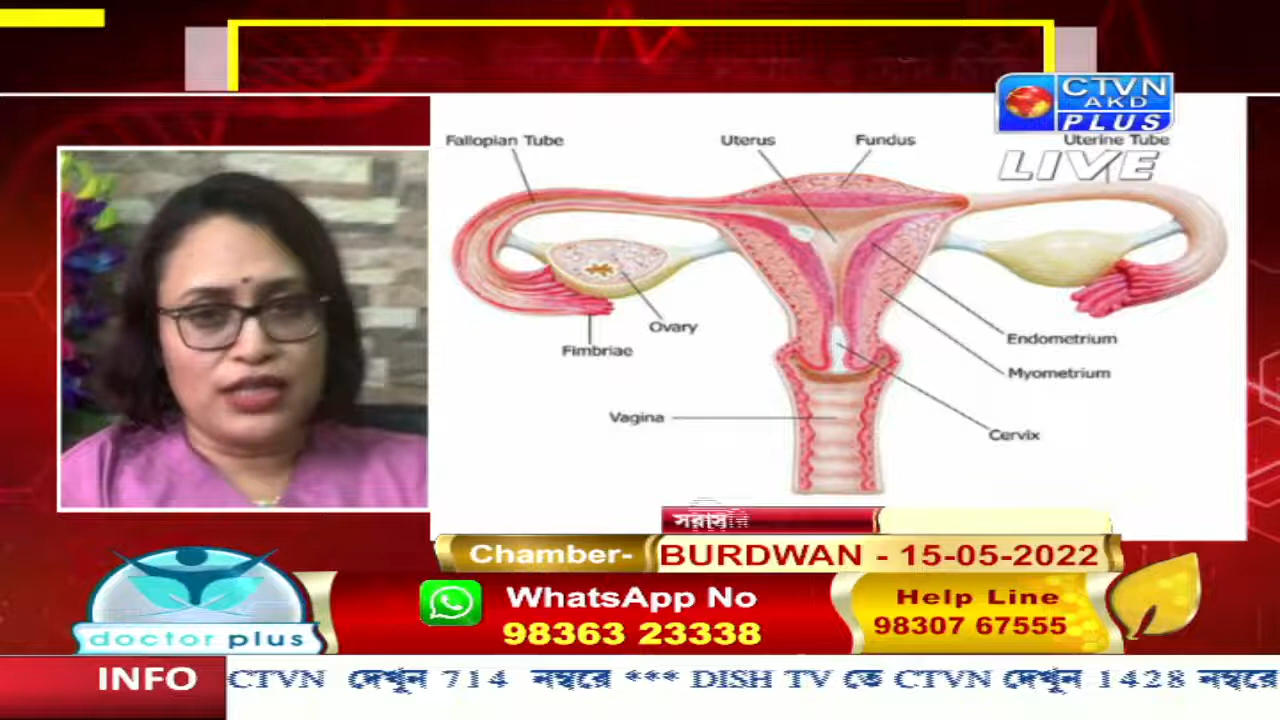 CTVN
AKD
PLUS
LIVE
Fallopian Tube
Uterus
Fundus
Uterine Tube
Ovary
Fimbriae
Endometrium
Myometrium
Vagina
Cervix
Chamber- BURDWAN - 15-05-2022
WhatsApp No
98363 23338
Help Line
98307 67555
doctor plus
INFO CTVN দেখুন 714 নম্বরে *** DISH TV তে CTVN দেখুন 1428 নম্বরে